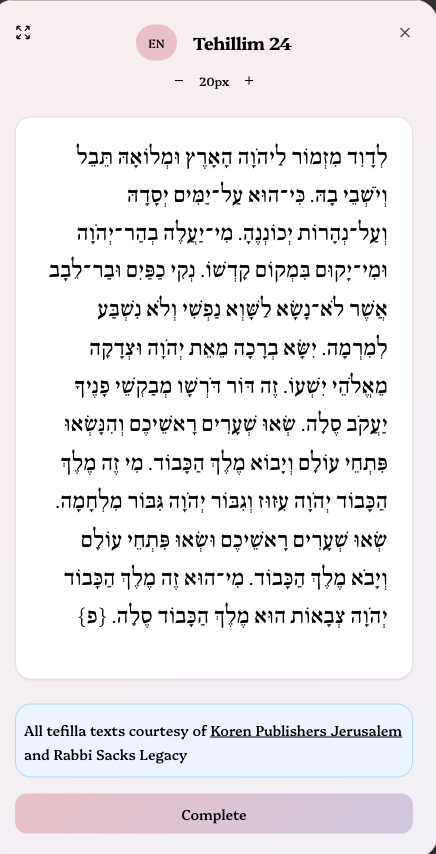 EN
Tehillim 24
− 20px +
לְדָוִד מִזְמוֹר לַיהֹוָה הָאָרֶץ וּמְלוֹאָהּ תֵּבֵל
וְיֹשְׁבֵי בָהּ. כִּי־הוּא עַל־יַמִּים יְסָדָהּ
וְעַל־נְהָרוֹת יְכוֹנְנֶהָ. מִי־יַעֲלֶה בְהַר־יְהֹוָה
וּמִי־יָקוּם בִּמְקוֹם קׇדְשׁוֹ. נְקִי כַפַּיִם וּבַר־לֵבָב
אֲשֶׁר לֹא־נָשָׂא לַשָּׁוְא נַפְשִׁי וְלֹא נִשְׁבַּע
לְמִרְמָה. יִשָּׂא בְרָכָה מֵאֵת יְהֹוָה וּצְדָקָה
מֵאֱלֹהֵי יִשְׁעוֹ. זֶה דּוֹר דֹּרְשָׁו מְבַקְשֵׁי פָנֶיךָ
יַעֲקֹב סֶלָה. שְׂאוּ שְׁעָרִים רָאשֵׁיכֶם וְהִנָּשְׂאוּ
פִּתְחֵי עוֹלָם וְיָבוֹא מֶלֶךְ הַכָּבוֹד. מִי זֶה מֶלֶךְ
הַכָּבוֹד יְהֹוָה עִזּוּז וְגִבּוֹר יְהֹוָה גִּבּוֹר מִלְחָמָה.
שְׂאוּ שְׁעָרִים רָאשֵׁיכֶם וּשְׂאוּ פִּתְחֵי עוֹלָם
וְיָבֹא מֶלֶךְ הַכָּבוֹד. מִי־הוּא זֶה מֶלֶךְ הַכָּבוֹד
יְהֹוָה צְבָאוֹת הוּא מֶלֶךְ הַכָּבוֹד סֶלָה. {פ}
All tefilla texts courtesy of Koren Publishers Jerusalem
and Rabbi Sacks Legacy
Complete